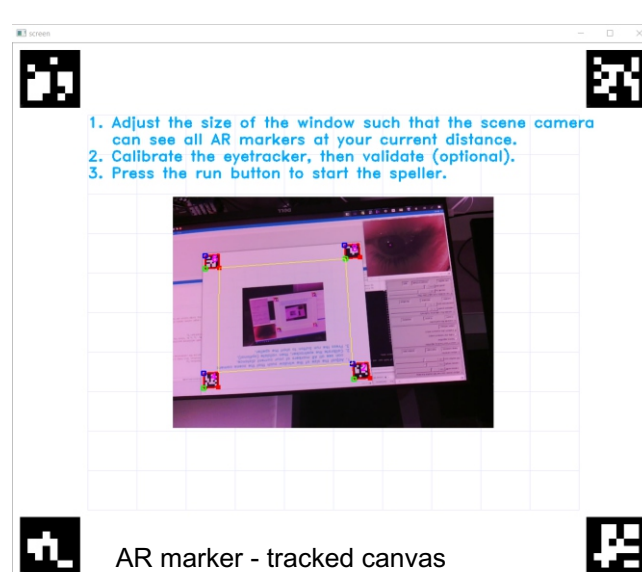 screen
1. Adjust the size of the window such that the scene camera
can see all AR markers at your current distance.
2. Calibrate the eyetracker, then validate (optional).
3. Press the run button to start the speller.
AR marker - tracked canvas